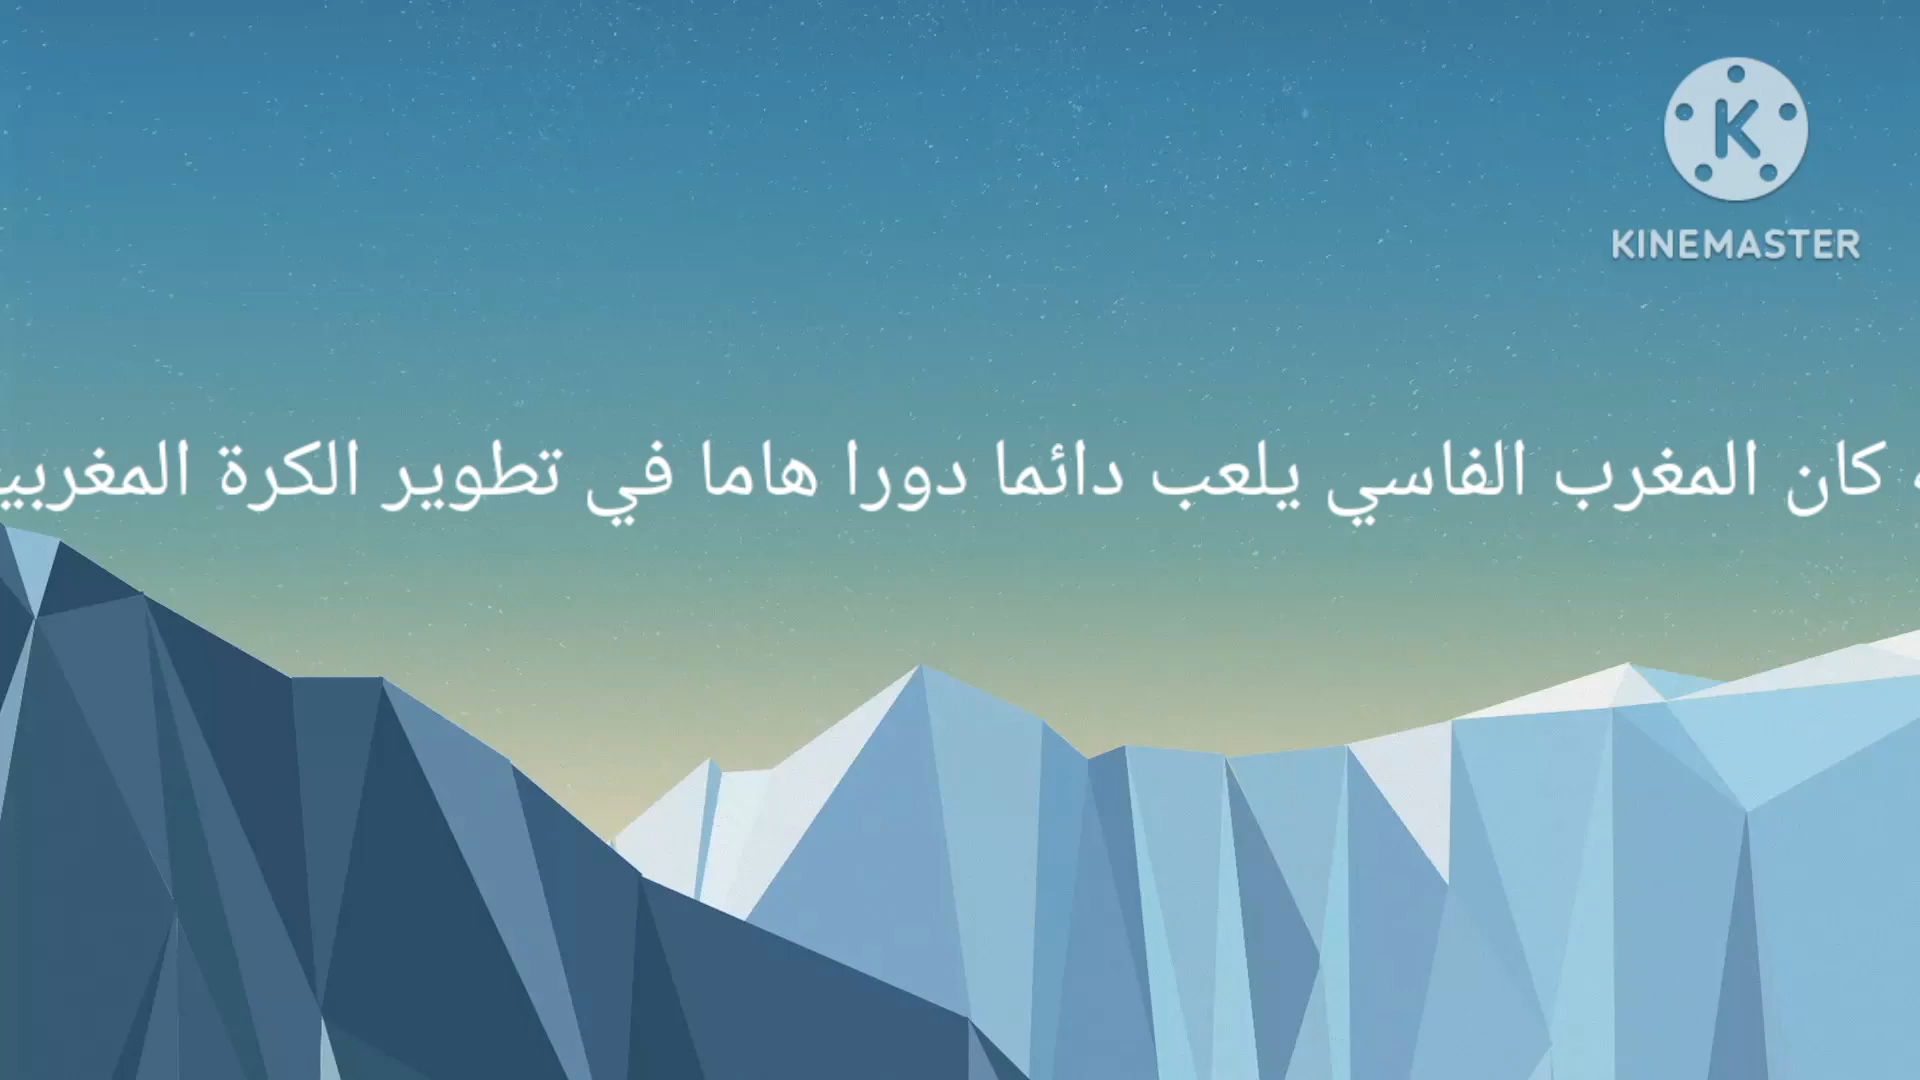 KINEMASTER
كان المغرب الفاسي يلعب دائما دورا هاما في تطوير الكرة